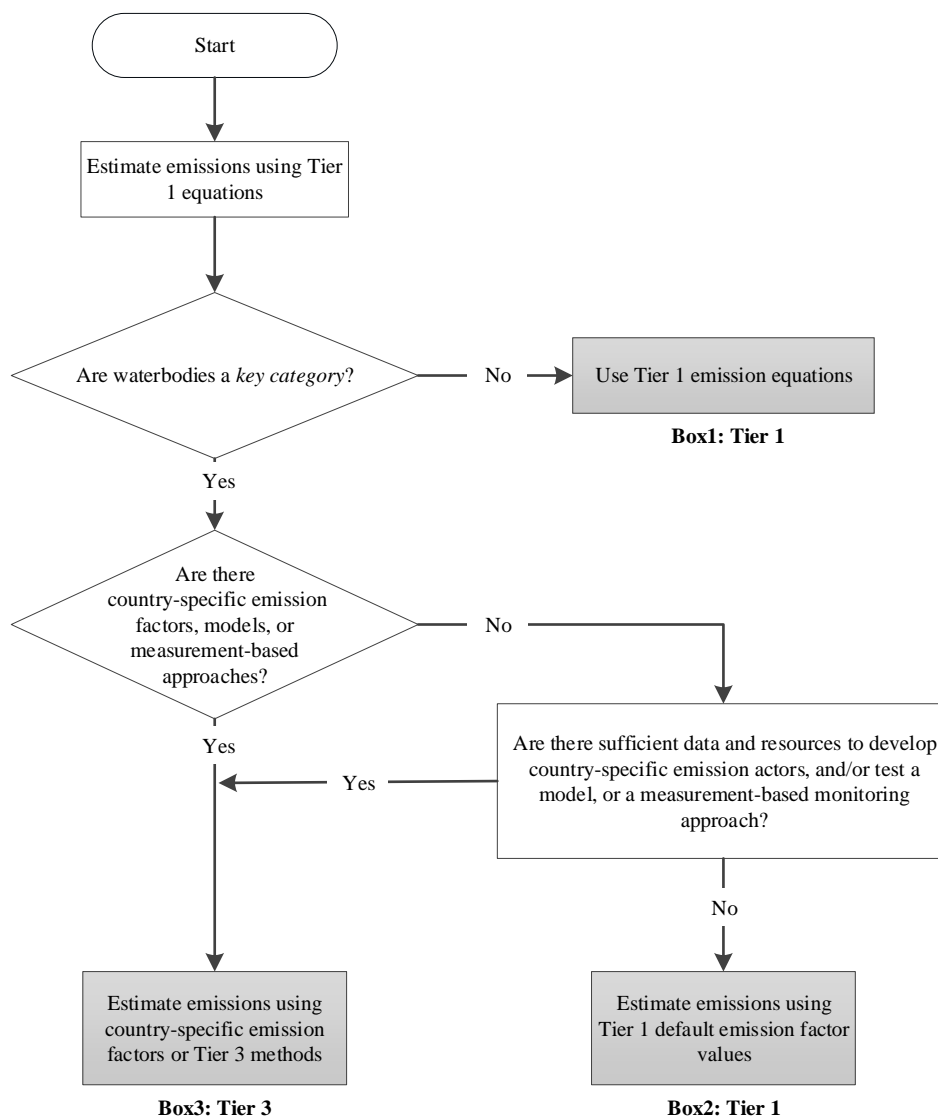 Start
Estimate emissions using Tier
1 equations
Are waterbodies a key category?
No
Use Tier 1 emission equations
Box1: Tier 1
Yes
Are there
country-specific emission
factors, models, or
measurement-based
approaches?
No
Yes
Are there sufficient data and resources to develop
country-specific emission actors, and/or test a
model, or a measurement-based monitoring
approach?
Yes
No
Estimate emissions using
country-specific emission
factors or Tier 3 methods
Box3: Tier 3
Estimate emissions using
Tier 1 default emission factor
values
Box2: Tier 1